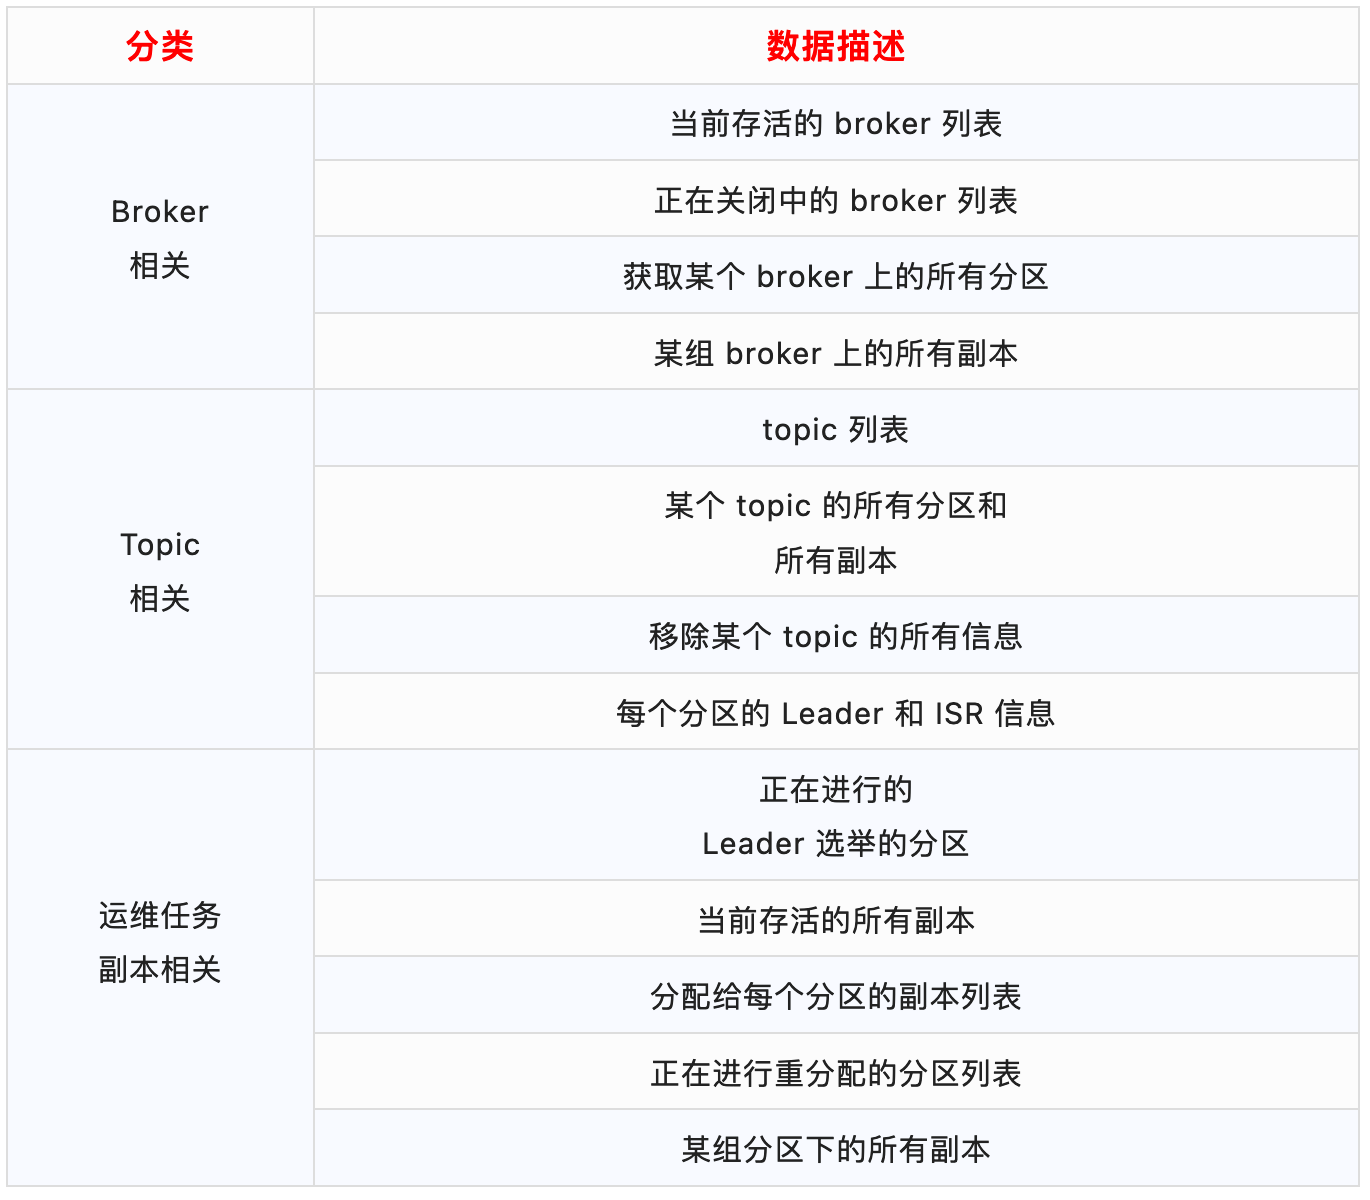 分类
数据描述
Broker
相关
当前存活的 broker 列表
正在关闭中的 broker 列表
获取某个 broker 上的所有分区
某组 broker 上的所有副本
Topic
相关
topic 列表
某个 topic 的所有分区和
所有副本
移除某个 topic 的所有信息
每个分区的 Leader 和 ISR 信息
运维任务
副本相关
正在进行的
Leader 选举的分区
当前存活的所有副本
分配给每个分区的副本列表
正在进行重分配的分区列表
某组分区下的所有副本